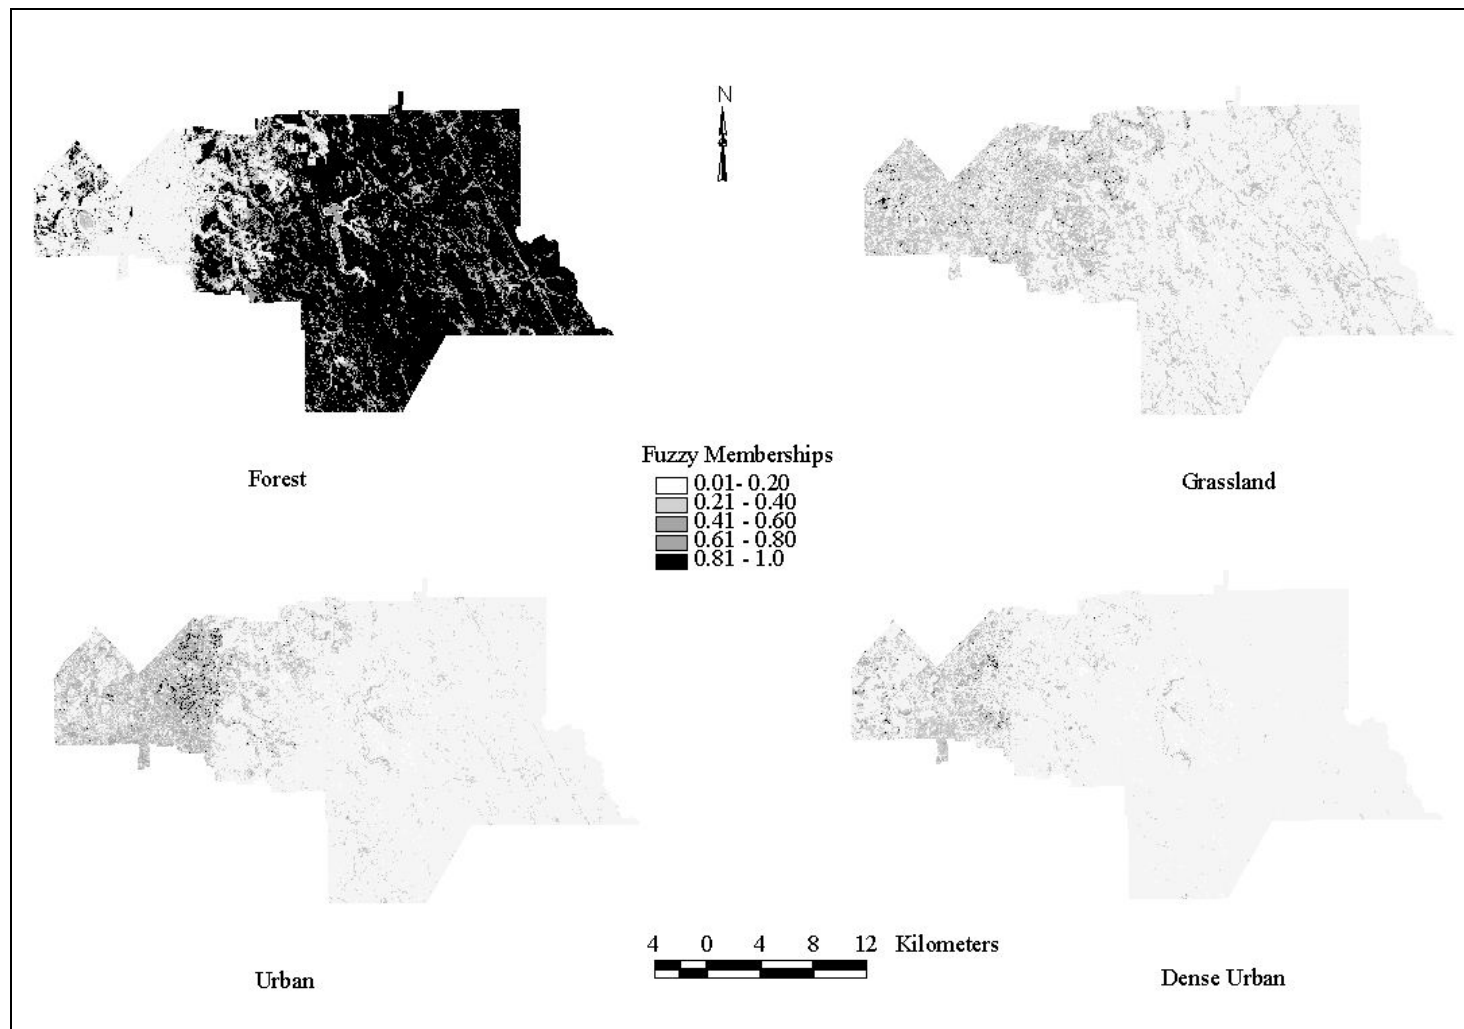 N
Forest
Fuzzy Memberships
0.01- 0.20
0.21 - 0.40
0.41 - 0.60
0.61 - 0.80
0.81 - 1.0
Grassland
Urban
4 0 4 8 12 Kilometers
Dense Urban